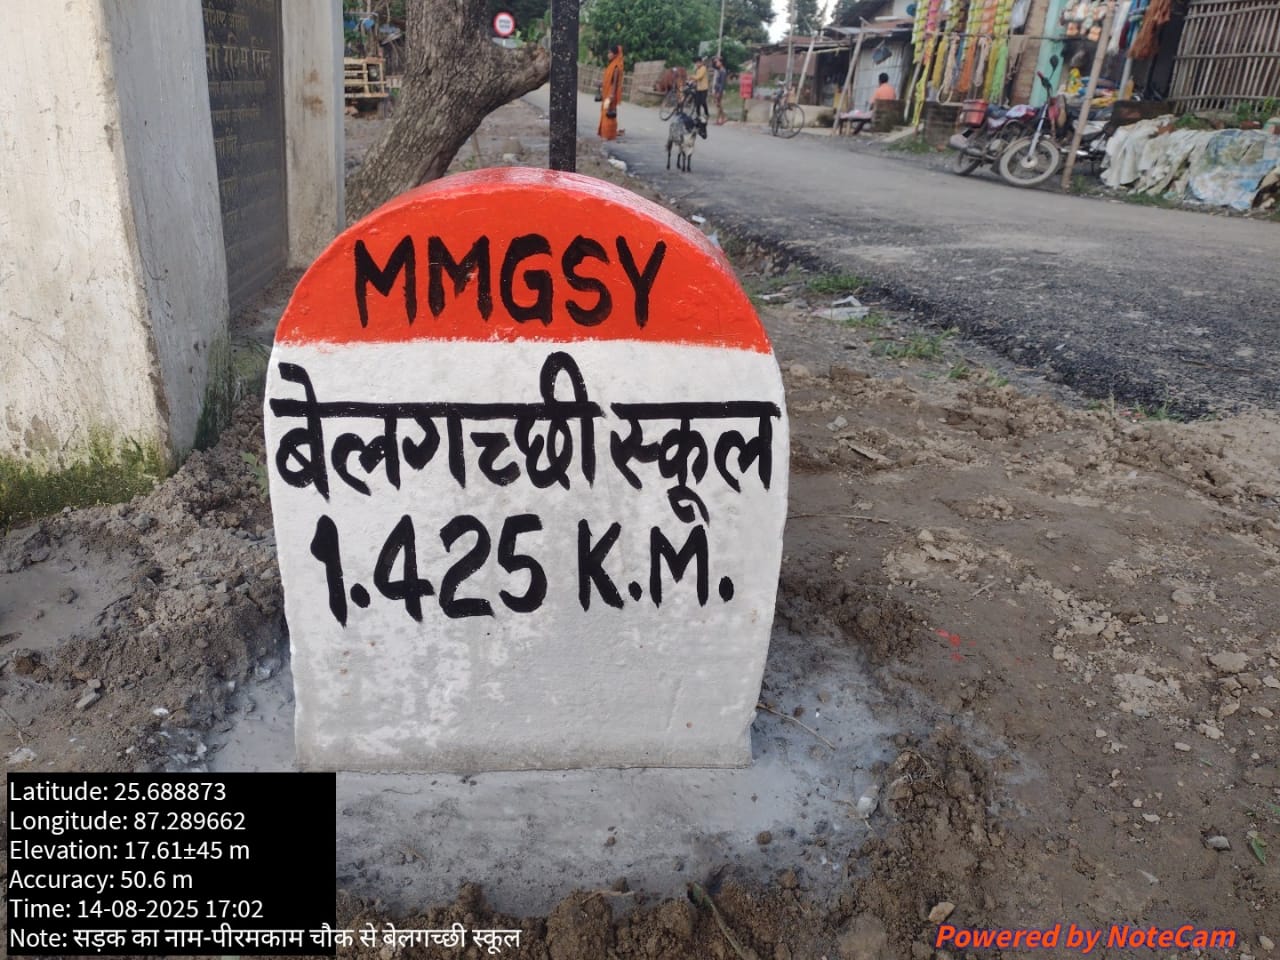 MMGSY
बेलगच्छी स्कूल
1.425 K.M.
Latitude: 25.688873
Longitude: 87.289662
Elevation: 17.61±45 m
Accuracy: 50.6 m
Time: 14-08-2025 17:02
Note: सड़क का नाम-पीरमकाम चौक से बेलगच्छी स्कूल
Powered by NoteCam